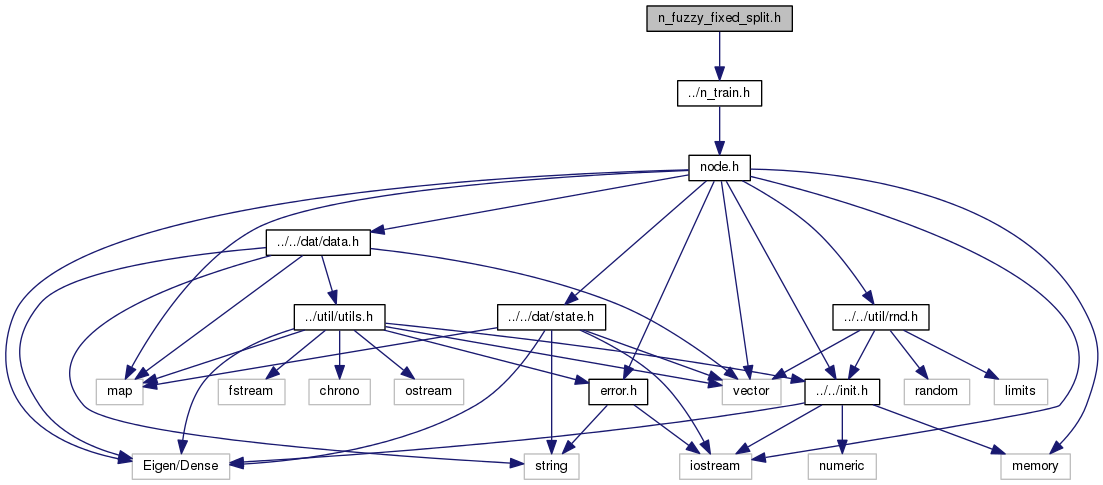 n_fuzzy_fixed_split.h
../n_train.h
node.h
../../dat/data.h
../util/utils.h
../../dat/state.h
../../util/rnd.h
map
fstream
chrono
ostream
error.h
vector
../../init.h
random
limits
Eigen/Dense
string
iostream
numeric
memory